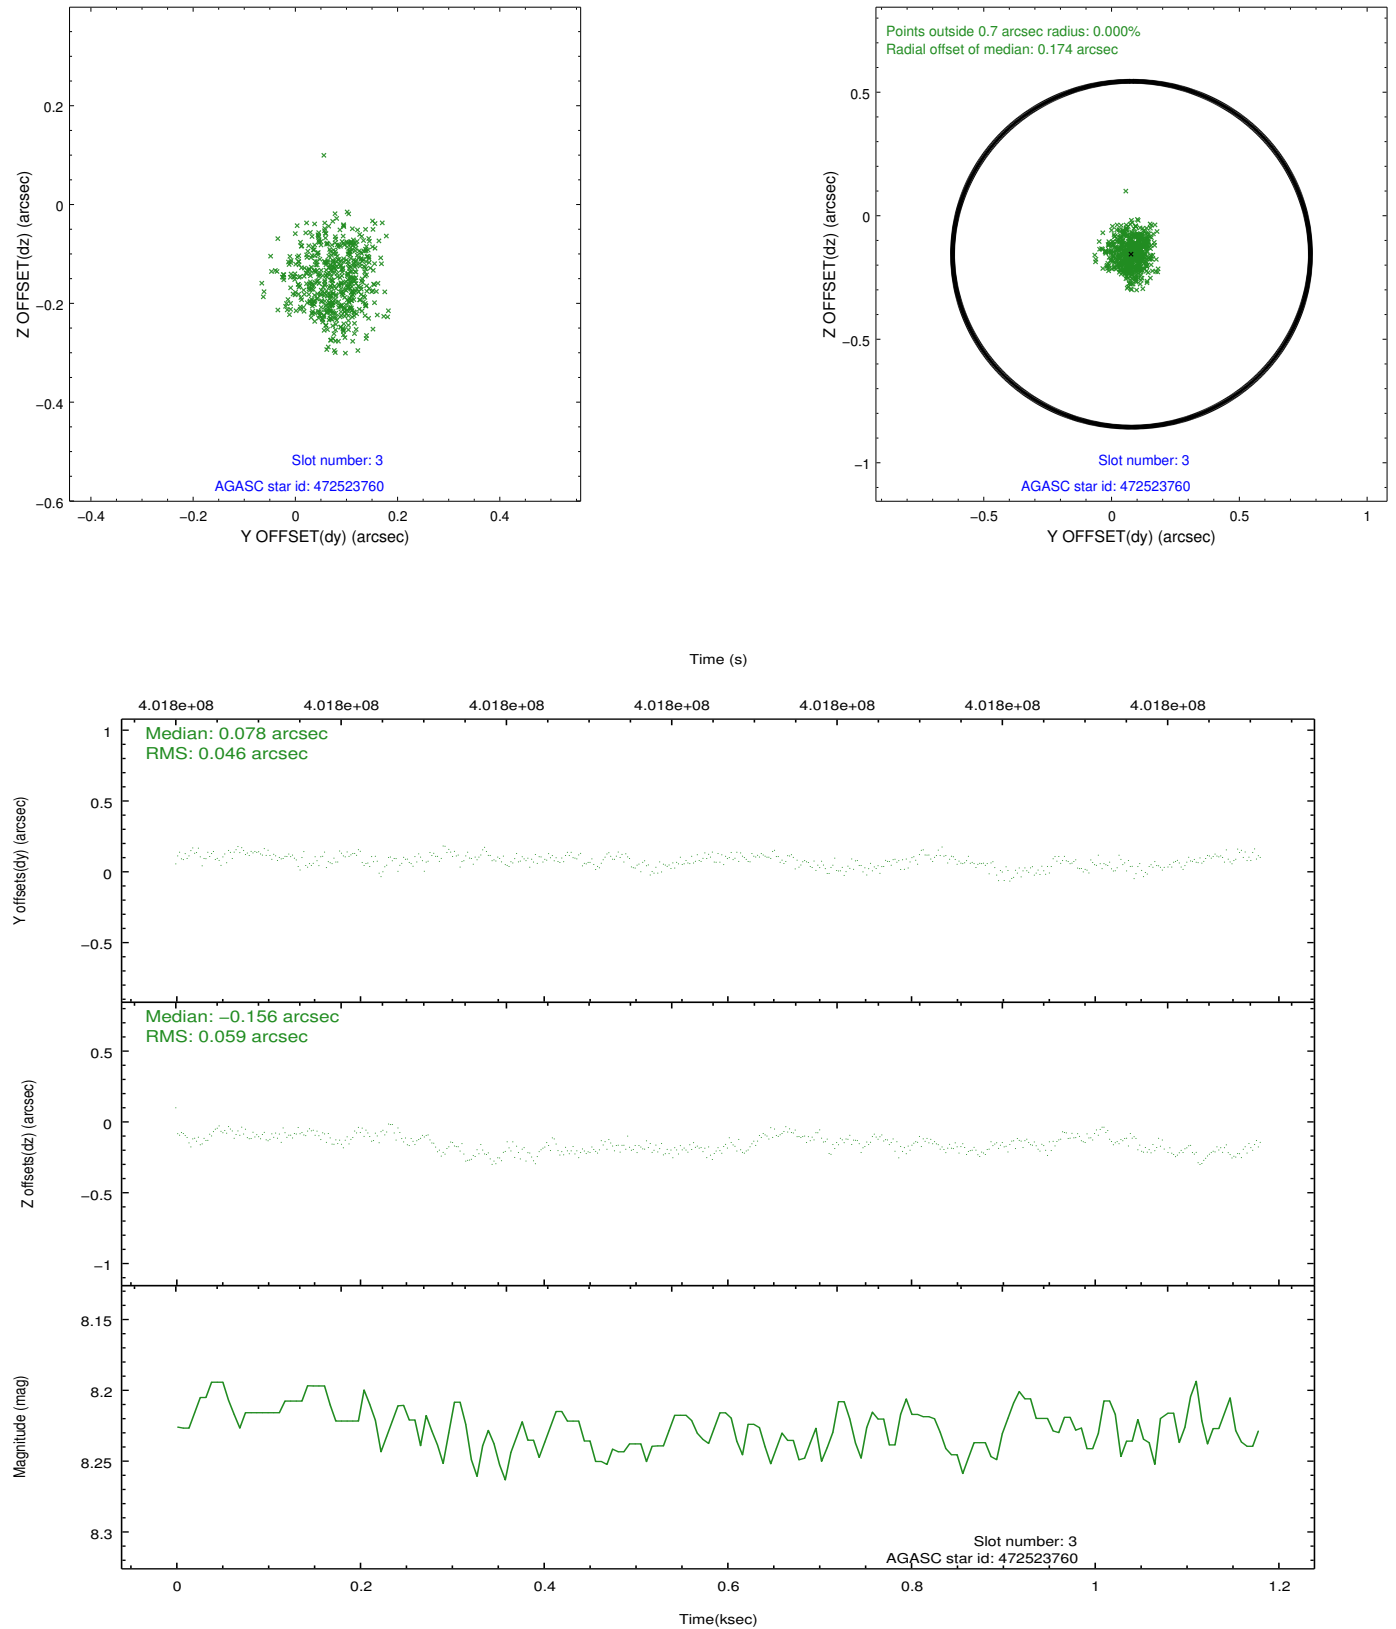 0.2
0
−0.2
−0.4
−0.6
Z OFFSET(dz) (arcsec)
Slot number: 3
AGASC star id: 472523760
−0.4 −0.2 0 0.2 0.4
Y OFFSET(dy) (arcsec)
Points outside 0.7 arcsec radius: 0.000%
Radial offset of median: 0.174 arcsec
0.5
0
−0.5
−1
Z OFFSET(dz) (arcsec)
Slot number: 3
AGASC star id: 472523760
−0.5 0 0.5 1
Y OFFSET(dy) (arcsec)
Time (s)
4.018e+08 4.018e+08 4.018e+08 4.018e+08 4.018e+08 4.018e+08 4.018e+08
Median: 0.078 arcsec
RMS: 0.046 arcsec
1
0.5
0
−0.5
Y offsets(dy) (arcsec)
Median: −0.156 arcsec
RMS: 0.059 arcsec
0.5
0
−0.5
−1
Z offsets(dz) (arcsec)
8.15
8.2
8.25
8.3
Magnitude (mag)
Slot number: 3
AGASC star id: 472523760
0 0.2 0.4 0.6 0.8 1 1.2
Time(ksec)